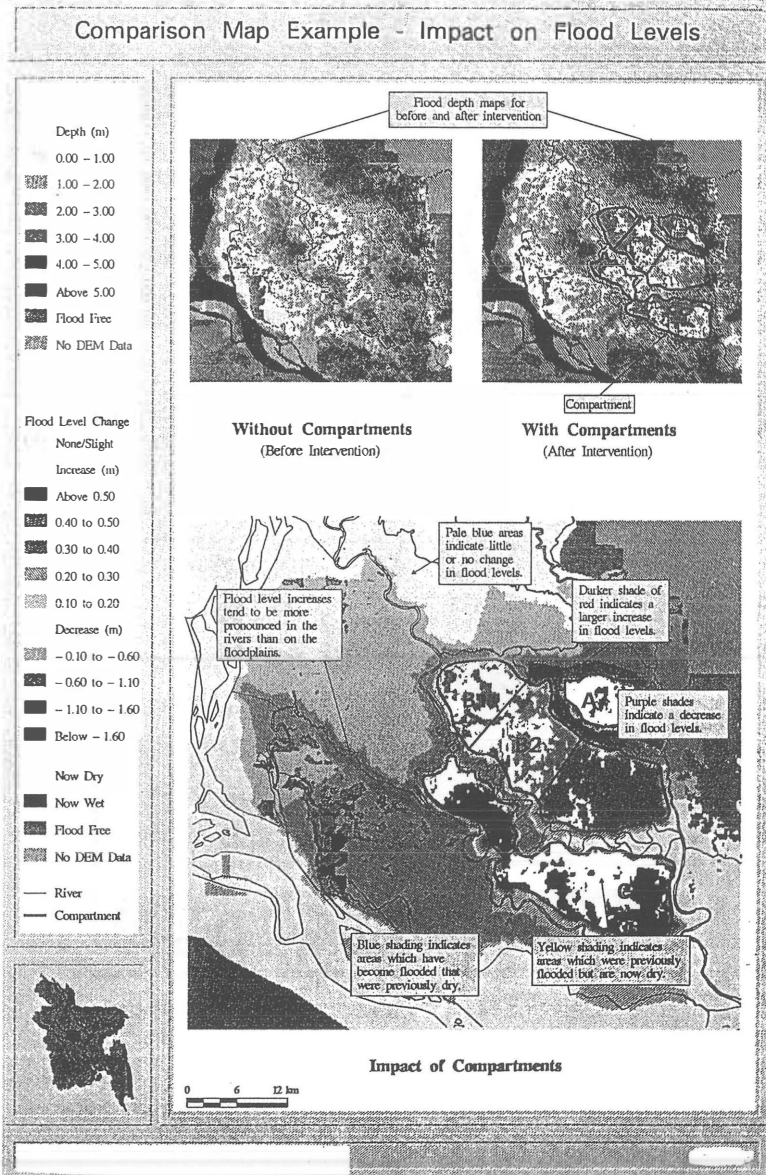 Comparison Map Example - Impact on Flood Levels
Depth (m)
0.00 - 1.00
1.00 - 2.00
2.00 - 3.00
3.00 - 4.00
4.00 - 5.00
Above 5.00
Flood Free
No DEM Data
Flood Level Change
None/Slight
Increase (m)
Above 0.50
0.40 to 0.50
0.30 to 0.40
0.20 to 0.30
0.10 to 0.20
Decrease (m)
-0.10 to -0.60
-0.60 to -1.10
-1.10 to -1.60
Below -1.60
Now Dry
Now Wet
Flood Free
No DEM Data
River
Compartment
Flood depth maps for
before and after intervention
Compartment
Without Compartments
(Before Intervention)
With Compartments
(After Intervention)
Pale blue areas
indicate little
or no change
in flood levels.
Flood level increases
tend to be more
pronounced in the
rivers than on the
floodplains.
Darker shade of
red indicates a
larger increase
in flood levels.
Purple shades
indicate a decrease
in flood levels.
B2
C
Blue shading indicates
areas which have
become flooded that
were previously dry.
Yellow shading indicates
areas which were previously
flooded but are now dry.
Impact of Compartments
0 6 12 km